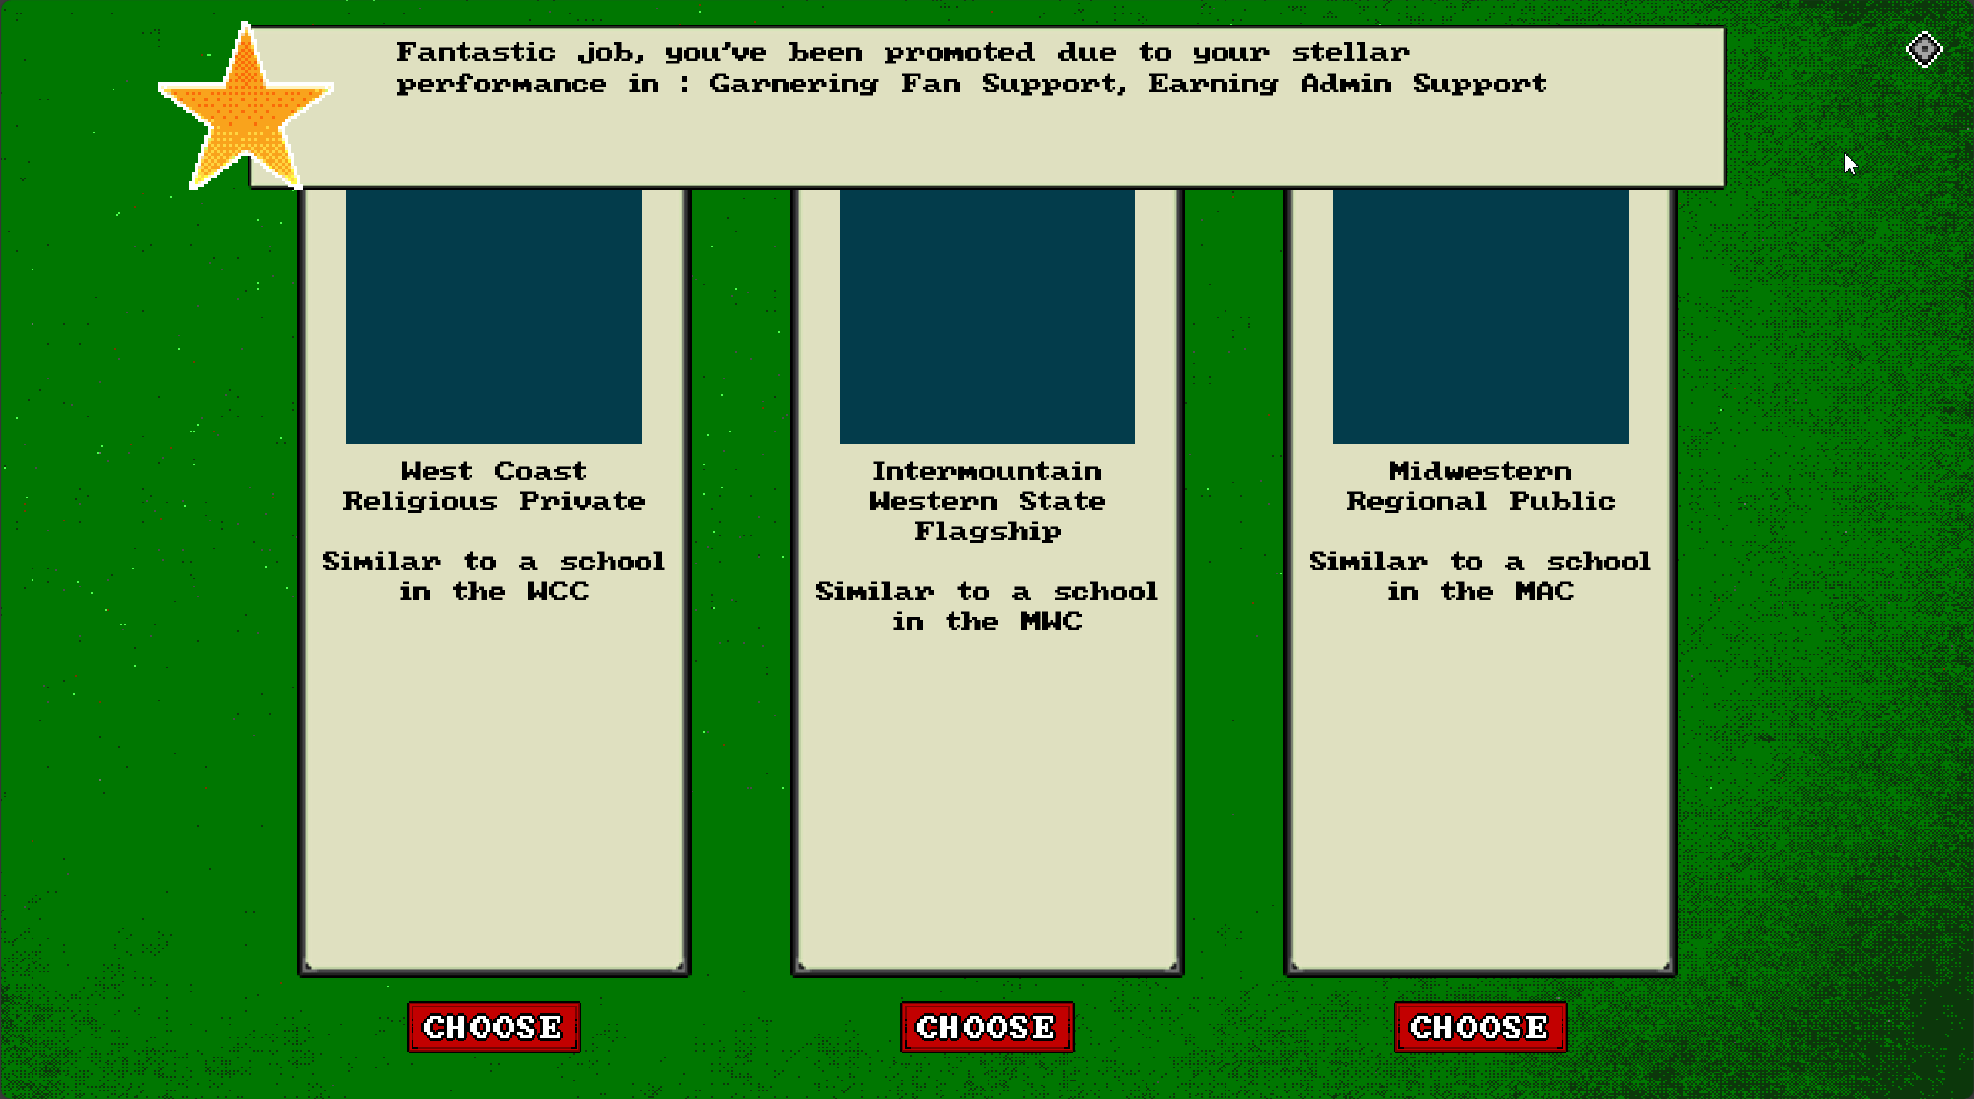 Fantastic job, you've been promoted due to your stellar
performance in : Garnering Fan Support, Earning Admin Support
West Coast
Religious Private
Similar to a school
in the WCC
CHOOSE
Intermountain
Western State
Flagship
Similar to a school
in the MWC
CHOOSE
Midwestern
Regional Public
Similar to a school
in the MAC
CHOOSE